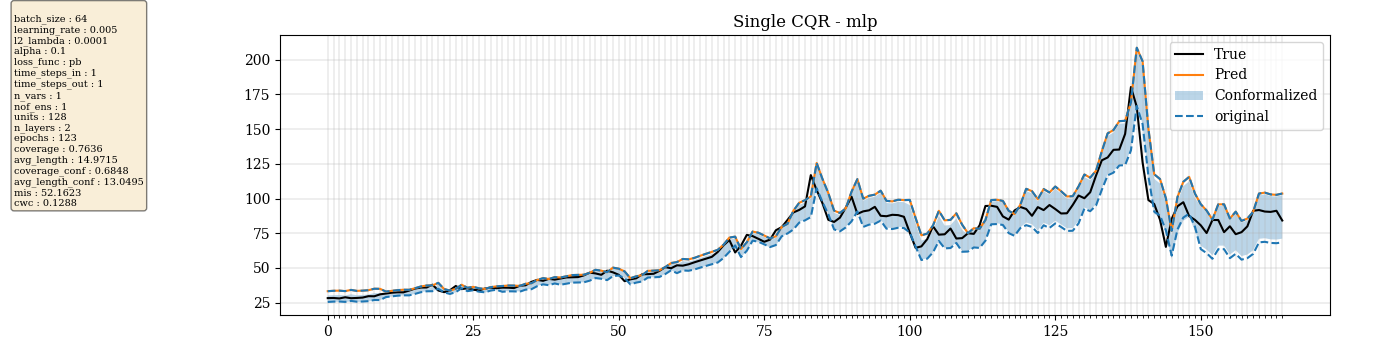 batch_size : 64
learning_rate : 0.005
l2_lambda : 0.0001
alpha : 0.1
loss_func : pb
time_steps_in : 1
time_steps_out : 1
n_vars : 1
nof_ens : 1
units : 128
n_layers : 2
epochs : 123
coverage : 0.7636
avg_length : 14.9715
coverage_conf : 0.6848
avg_length_conf : 13.0495
mis : 52.1623
cwc : 0.1288
Single CQR - mlp
200
175
150
125
100
75
50
25
0 25 50 75 100 125 150
True
Pred
Conformalized
original